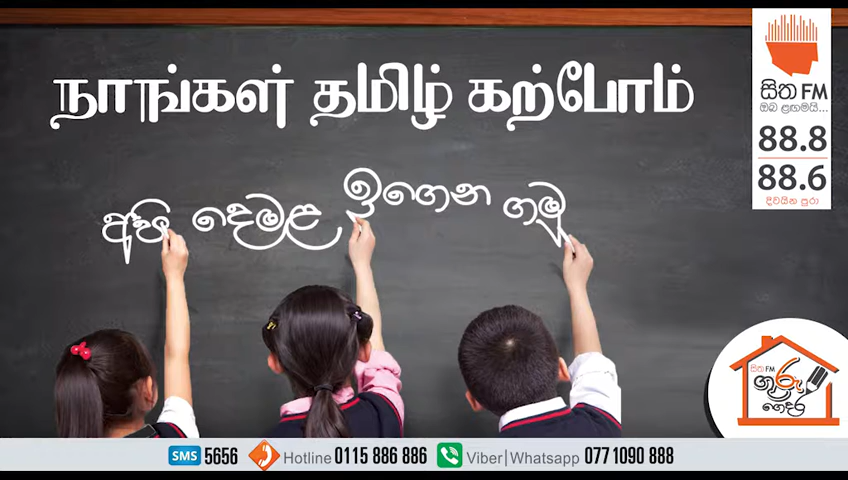 நாங்கள் தமிழ் கற்போம்
අපි දෙමළ ඉගෙන ගමු
සිත FM
ඔබ ළඟමයි...
88.8
88.6
දිවයින පුරා
සිත FM
ගුරු
ගෙදර
SMS 5656 Hotline 0115 886 886 Viber|Whatsapp 077 1090 888